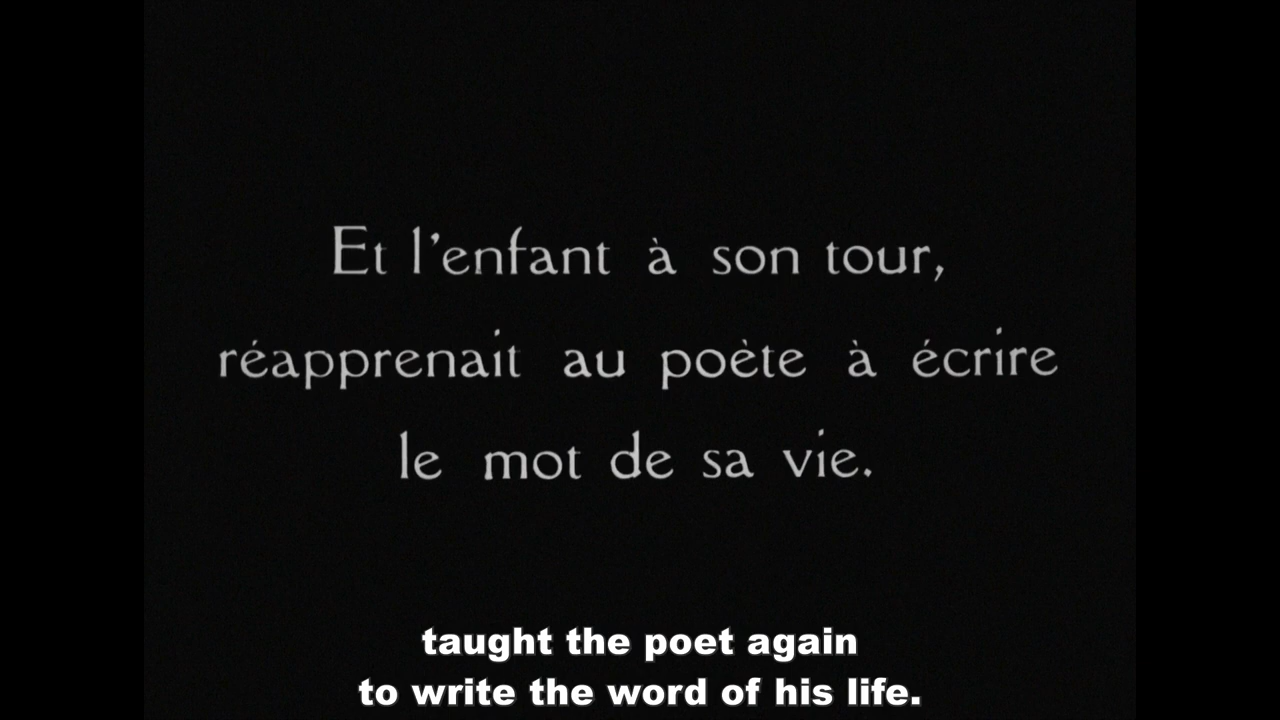 Et l'enfant à son tour,
réapprenait au poète à écrire
le mot de sa vie.
taught the poet again
to write the word of his life.